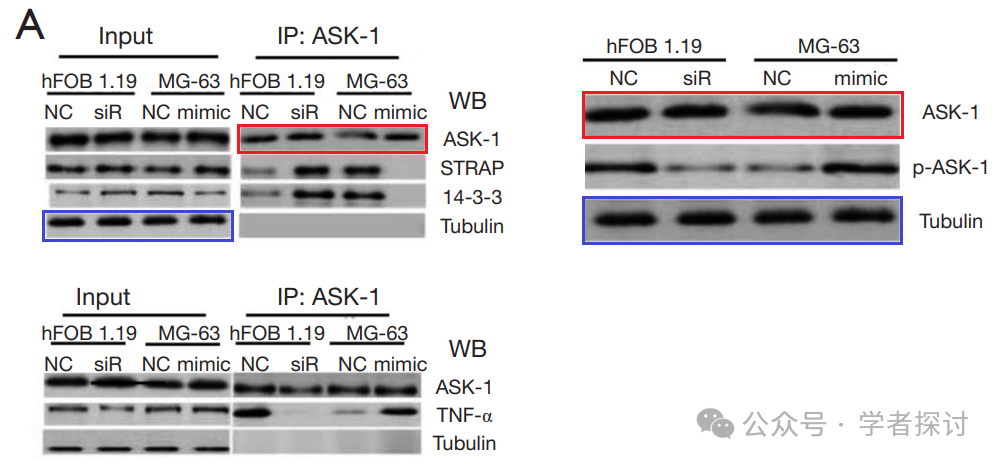 A
Input IP: ASK-1
hFOB 1.19 MG-63 hFOB 1.19 MG-63
NC siR NC mimic NC siR NC mimic WB
ASK-1
STRAP
14-3-3
Tubulin
hFOB 1.19 MG-63
NC siR NC mimic
ASK-1
p-ASK-1
Tubulin
Input IP: ASK-1
hFOB 1.19 MG-63 hFOB 1.19 MG-63
NC siR NC mimic NC siR NC mimic WB
ASK-1
TNF-α
Tubulin
公众号·学者探讨